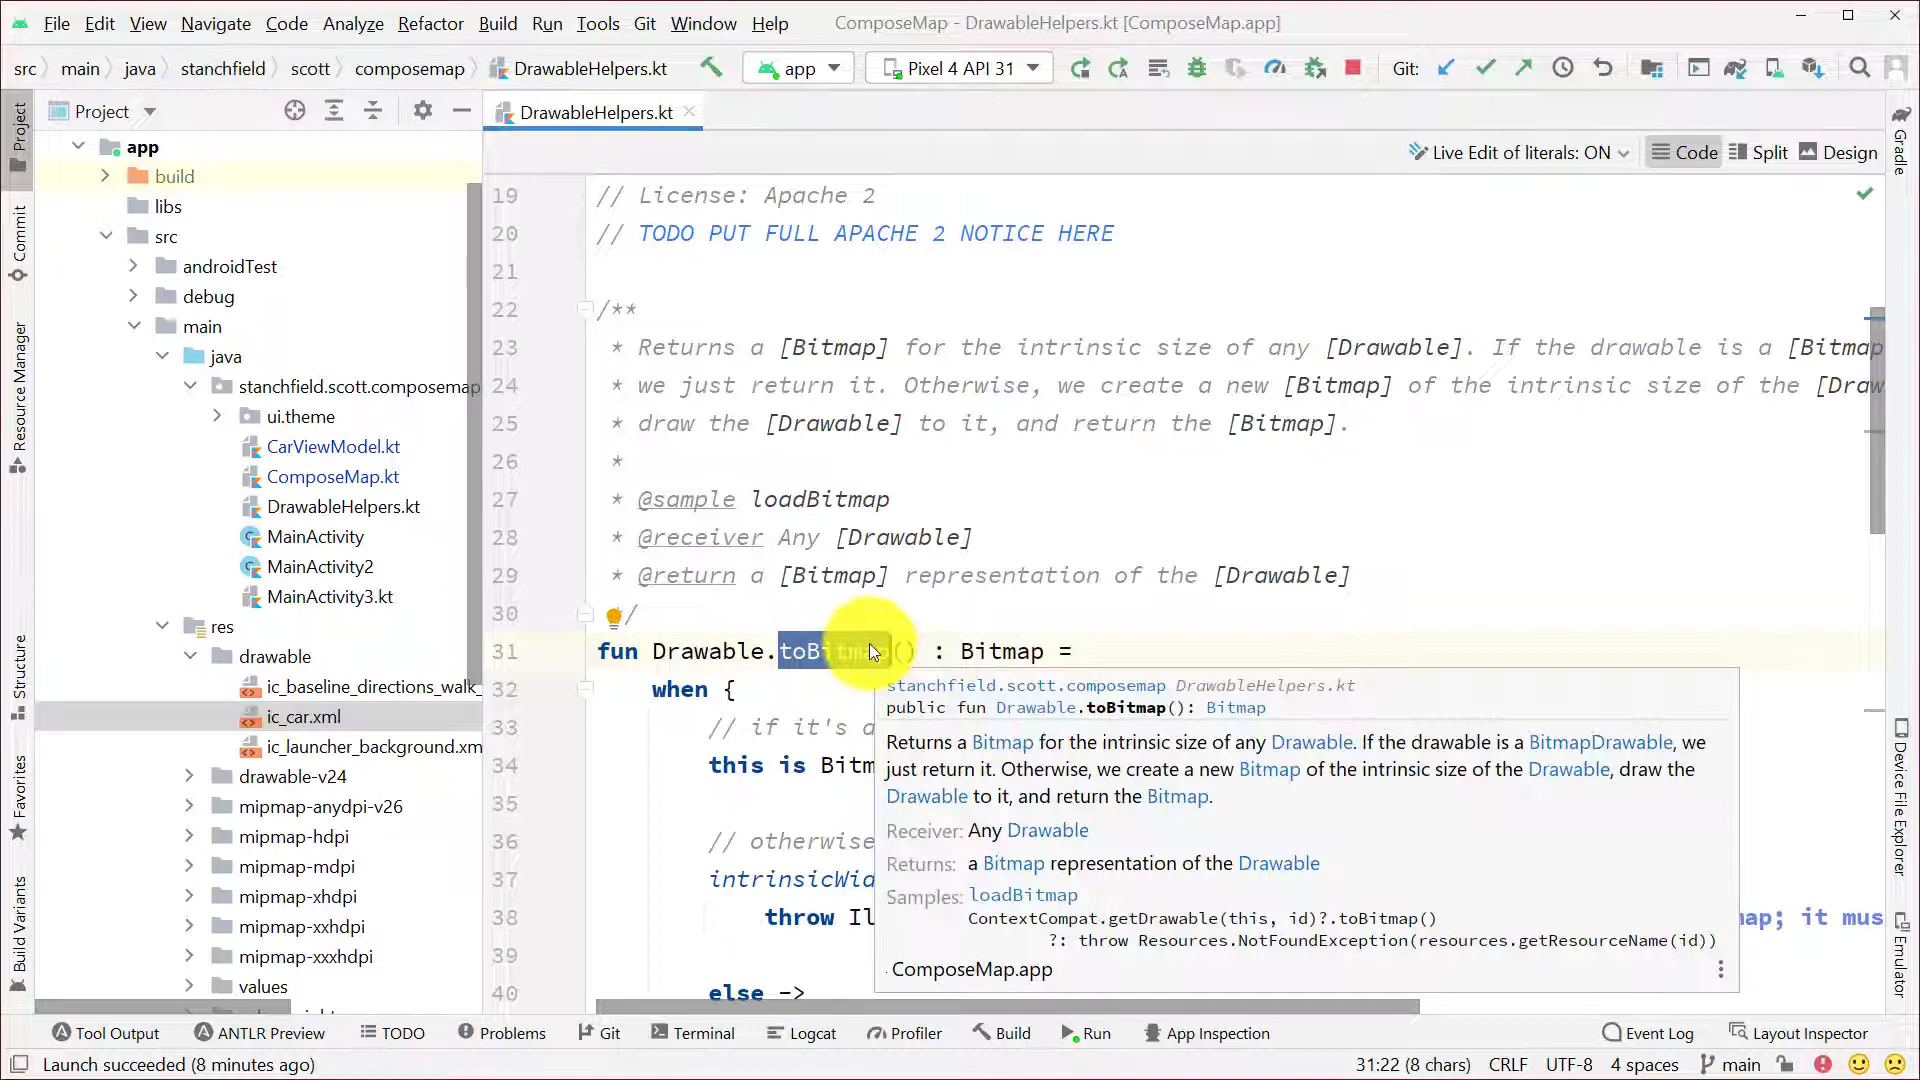 File Edit View Navigate Code Analyze Refactor Build Run Tools Git Window Help ComposeMap - DrawableHelpers.kt [ComposeMap.app]
src main java stanchfield scott composemap DrawableHelpers.kt app Pixel 4 API 31 Git:
Project DrawableHelpers.kt
Live Edit of literals: ON Code Split Design
app
build
libs
src
androidTest
debug
main
java
stanchfield.scott.composemap
ui.theme
CarViewModel.kt
ComposeMap.kt
DrawableHelpers.kt
MainActivity
MainActivity2
MainActivity3.kt
res
drawable
ic_baseline_directions_walk_
ic_car.xml
ic_launcher_background.xm
drawable-v24
mipmap-anydpi-v26
mipmap-hdpi
mipmap-mdpi
mipmap-xhdpi
mipmap-xxhdpi
mipmap-xxxhdpi
values
19 // License: Apache 2
20 // TODO PUT FULL APACHE 2 NOTICE HERE
21
22 /**
23 * Returns a [Bitmap] for the intrinsic size of any [Drawable]. If the drawable is a [Bitmap
24 * we just return it. Otherwise, we create a new [Bitmap] of the intrinsic size of the [Draw
25 * draw the [Drawable] to it, and return the [Bitmap].
26 *
27 * @sample loadBitmap
28 * @receiver Any [Drawable]
29 * @return a [Bitmap] representation of the [Drawable]
30 */
31 fun Drawable.toBitmap() : Bitmap =
32 when {
33 // if it's a
34 this is Bitm
35
36 // otherwise
37 intrinsicWid
38 throw Il map; it mus
39
40 else ->
stanchfield.scott.composemap DrawableHelpers.kt
public fun Drawable.toBitmap(): Bitmap
Returns a Bitmap for the intrinsic size of any Drawable. If the drawable is a BitmapDrawable, we
just return it. Otherwise, we create a new Bitmap of the intrinsic size of the Drawable, draw the
Drawable to it, and return the Bitmap.
Receiver: Any Drawable
Returns: a Bitmap representation of the Drawable
Samples: loadBitmap
ContextCompat.getDrawable(this, id)?.toBitmap()
?: throw Resources.NotFoundException(resources.getResourceName(id))
ComposeMap.app
Project
Commit
Resource Manager
Structure
Favorites
Build Variants
Gradle
Device File Explorer
Emulator
Tool Output ANTLR Preview TODO Problems Git Terminal Logcat Profiler Build Run App Inspection Event Log Layout Inspector
Launch succeeded (8 minutes ago) 31:22 (8 chars) CRLF UTF-8 4 spaces main